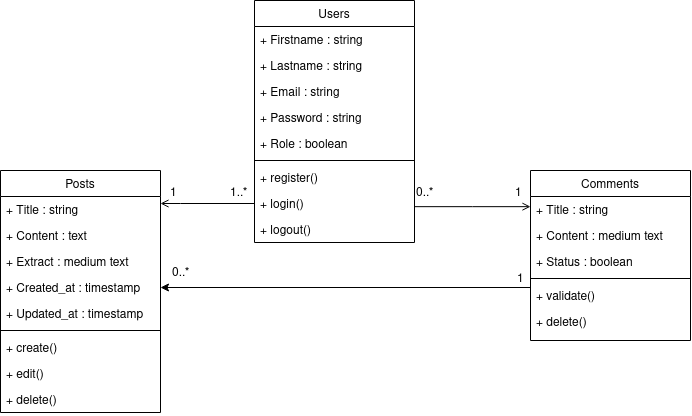 Users
+ Firstname : string
+ Lastname : string
+ Email : string
+ Password : string
+ Role : boolean
+ register()
+ login()
+ logout()
Posts
+ Title : string
+ Content : text
+ Extract : medium text
+ Created_at : timestamp
+ Updated_at : timestamp
+ create()
+ edit()
+ delete()
1
1..*
0..*
1
Comments
+ Title : string
+ Content : medium text
+ Status : boolean
+ validate()
+ delete()
0..*
1